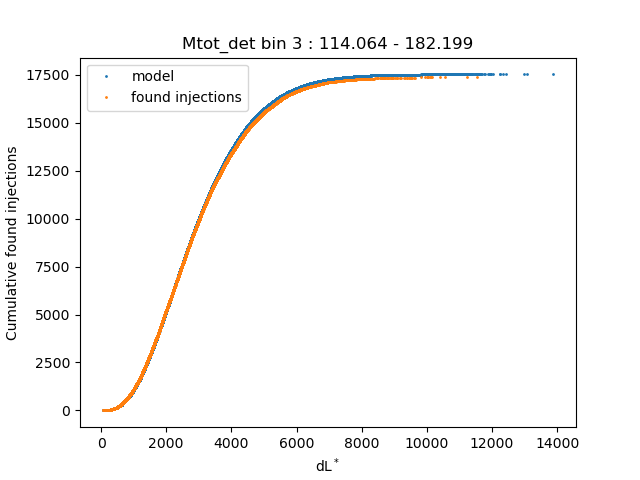 Mtot_det bin 3 : 114.064 - 182.199
model
found injections
17500
15000
12500
10000
7500
5000
2500
0
Cumulative found injections
0 2000 4000 6000 8000 10000 12000 14000
dL*